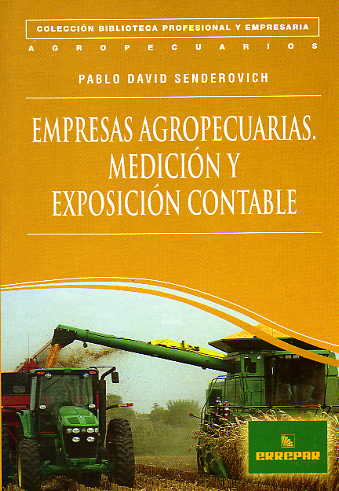 COLECCIÓN BIBLIOTECA PROFESIONAL Y EMPRESARIA
AGROPECUARIOS
PABLO DAVID SENDEROVICH
EMPRESAS AGROPECUARIAS.
MEDICIÓN Y
EXPOSICIÓN CONTABLE
ERREPAR